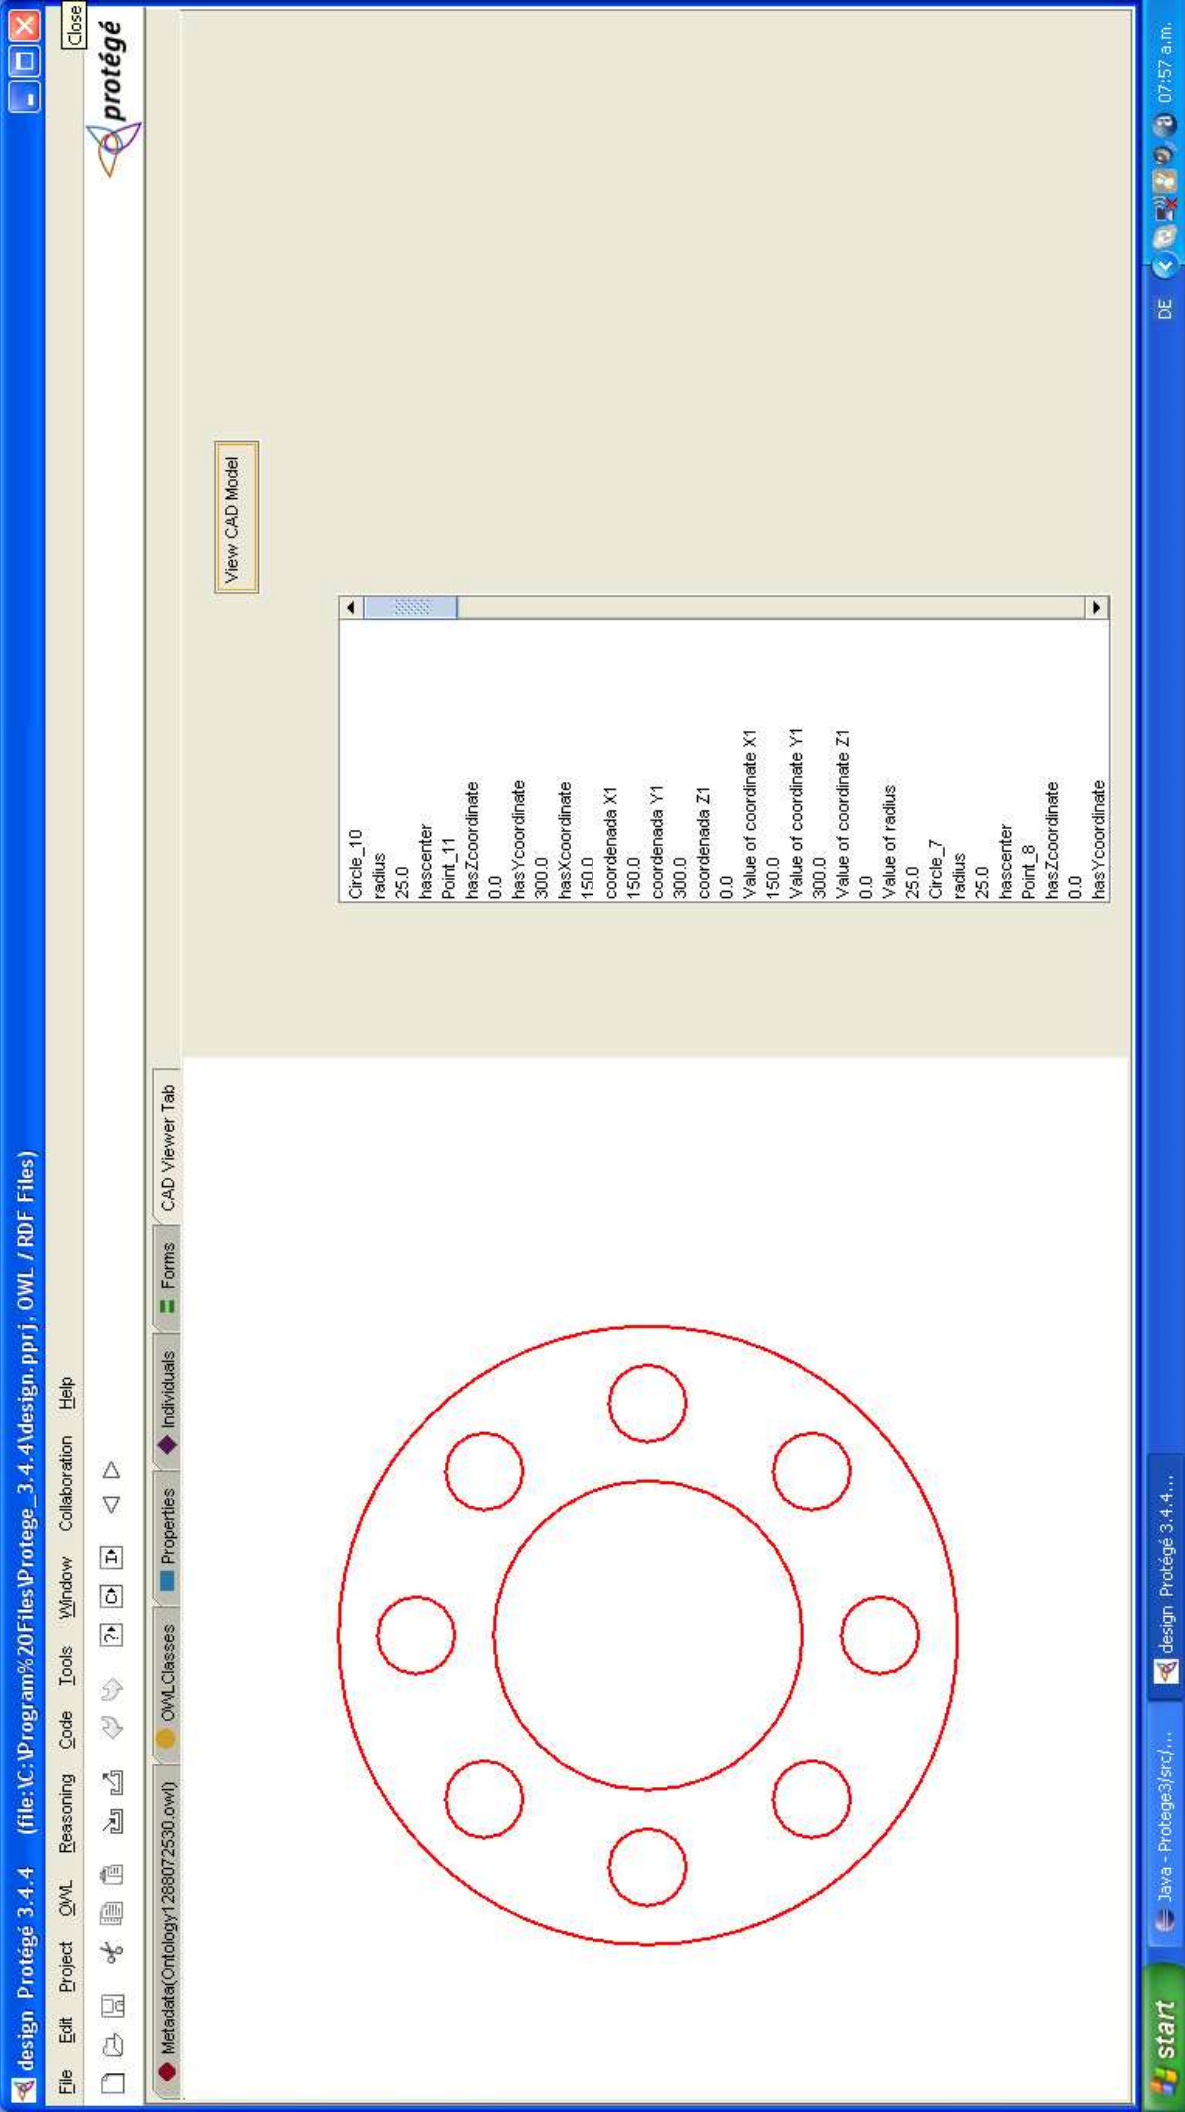 design Protégé 3.4.4 (file:\C:\Program%20Files\Protege_3.4.4\design.pprj, OWL / RDF Files)
File Edit Project OWL Reasoning Code Tools Window Collaboration Help
Close
protégé
Metadata(Ontology1288072530.owl) OWLClasses Properties Individuals Forms CAD Viewer Tab
View CAD Model
Circle_10
radius
25.0
hascenter
Point_11
hasZcoordinate
0.0
hasYcoordinate
300.0
hasXcoordinate
150.0
coordenada X1
150.0
coordenada Y1
300.0
coordenada Z1
0.0
Value of coordinate X1
150.0
Value of coordinate Y1
300.0
Value of coordinate Z1
0.0
Value of radius
25.0
Circle_7
radius
25.0
hascenter
Point_8
hasZcoordinate
0.0
hasYcoordinate
start Java - Protege3/src/... design Protégé 3.4.4... DE 07:57 a.m.